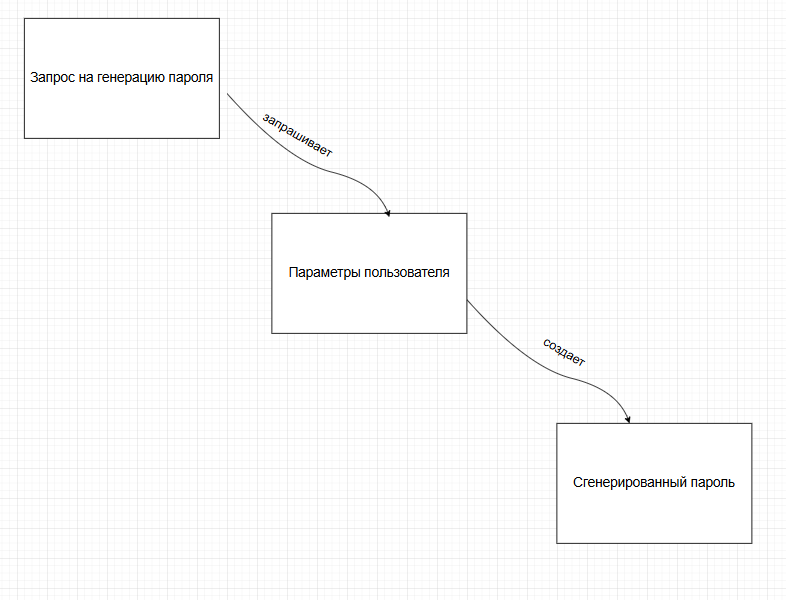 Запрос на генерацию пароля
запрашивает
Параметры пользователя
создает
Сгенерированный пароль